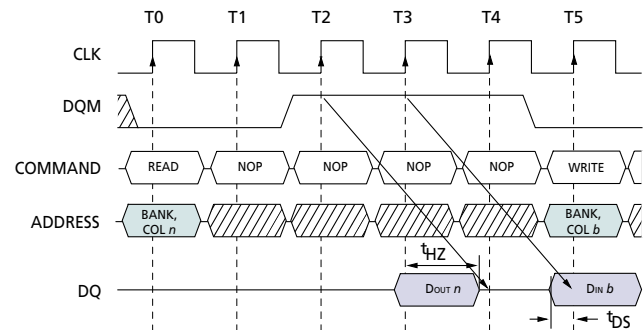 T0 T1 T2 T3 T4 T5
CLK
DQM
COMMAND READ NOP NOP NOP NOP WRITE
ADDRESS BANK, COL n BANK, COL b
tHZ
DQ DOUT n DIN b
tDS